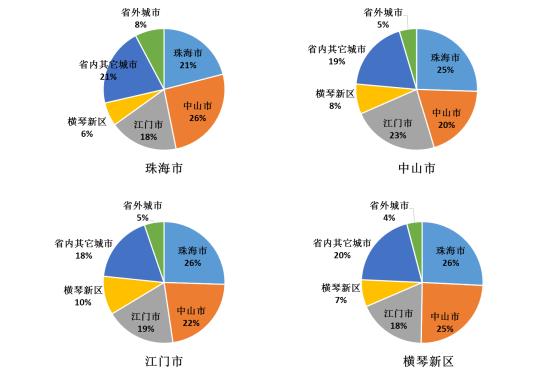 省外城市
8%
珠海市
21%
省内其它城市
21%
中山市
26%
横琴新区
6%
江门市
18%
珠海市
省外城市
5%
省内其它城市
19%
珠海市
25%
横琴新区
8%
中山市
20%
江门市
23%
中山市
省外城市
5%
省内其它城市
18%
珠海市
26%
横琴新区
10%
中山市
22%
江门市
19%
江门市
省外城市
4%
省内其它城市
20%
珠海市
26%
横琴新区
7%
江门市
18%
中山市
25%
横琴新区